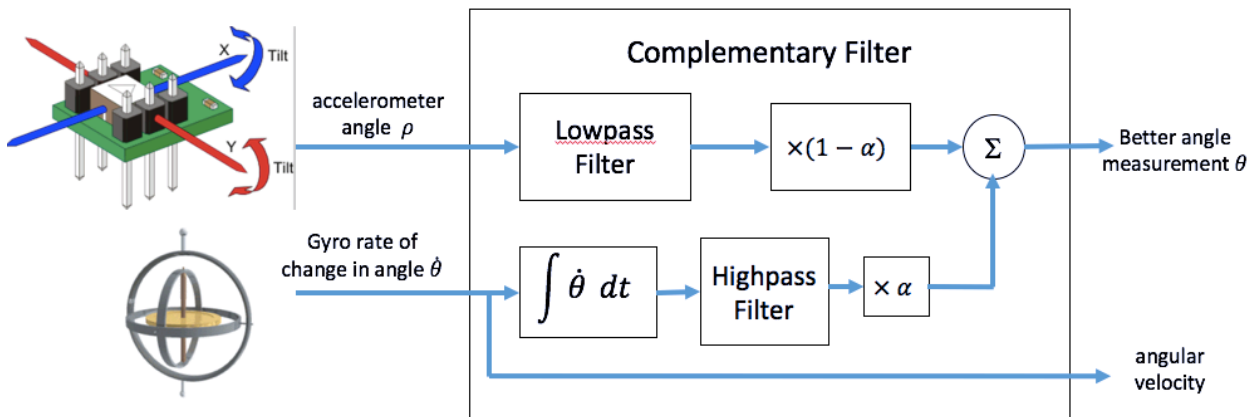 Complementary Filter
X
Tilt
Y
Tilt
accelerometer
angle ρ
Lowpass
Filter
×(1 − α)
Σ
Better angle
measurement θ
Gyro rate of
change in angle θ̇
∫ θ̇ dt
Highpass
Filter
× α
angular
velocity